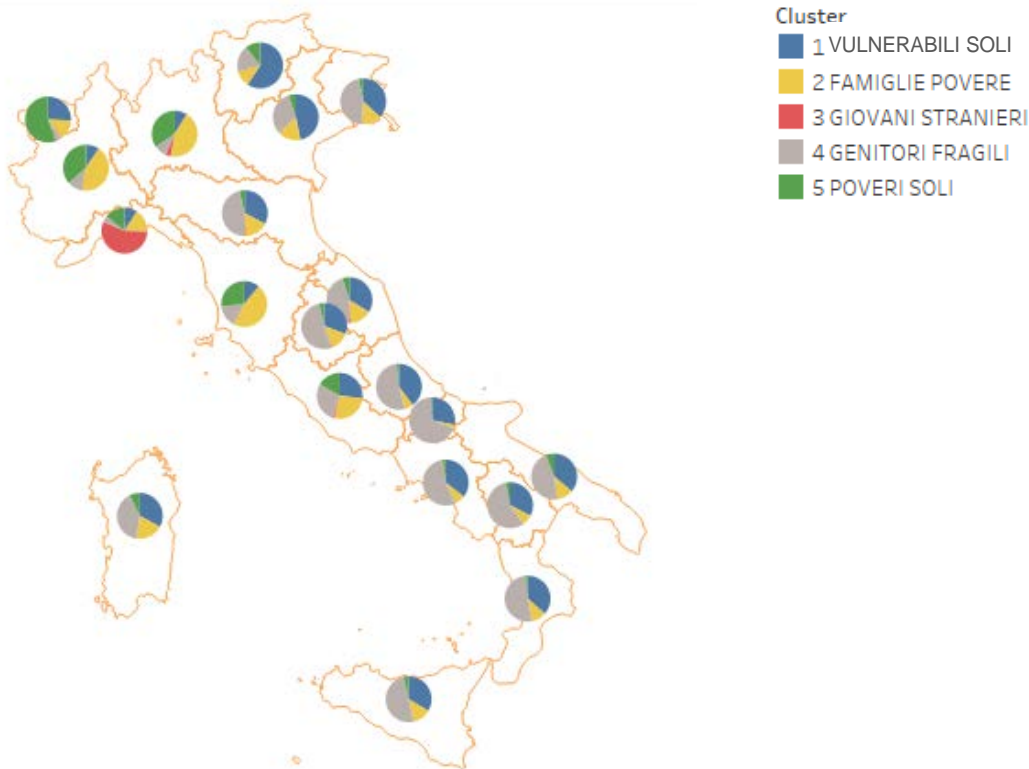 Cluster
1 VULNERABILI SOLI
2 FAMIGLIE POVERE
3 GIOVANI STRANIERI
4 GENITORI FRAGILI
5 POVERI SOLI